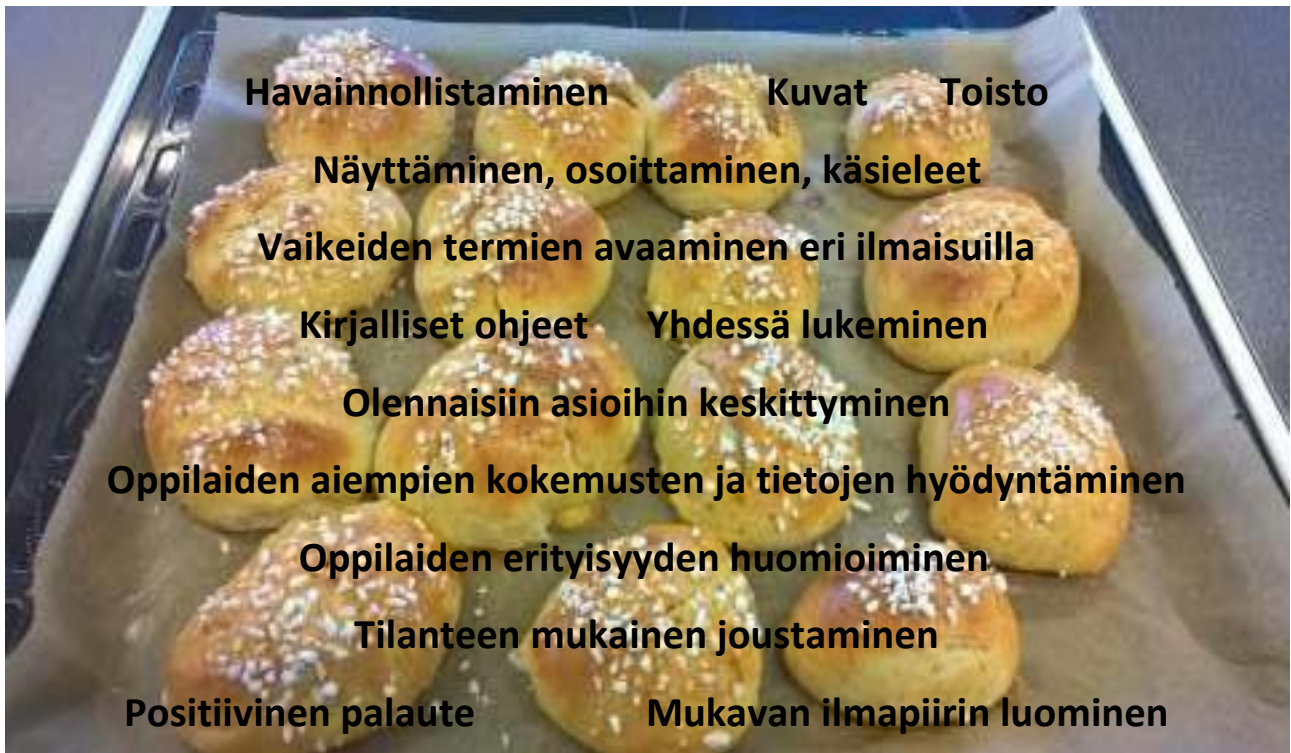 Havainnollistaminen Kuvat Toisto
Näyttäminen, osoittaminen, käsieleet
Vaikeiden termien avaaminen eri ilmaisuilla
Kirjalliset ohjeet Yhdessä lukeminen
Olennaisiin asioihin keskittyminen
Oppilaiden aiempien kokemusten ja tietojen hyödyntäminen
Oppilaiden erityisyyden huomioiminen
Tilanteen mukainen joustaminen
Positiivinen palaute Mukavan ilmapiirin luominen